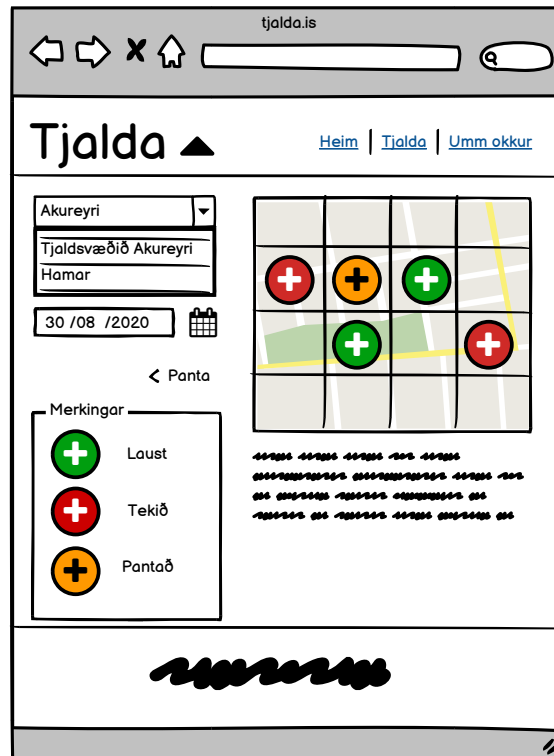 tjalda.is
Tjalda
Heim Tjalda Umm okkur
Akureyri
Tjaldsvæðið Akureyri
Hamar
30 /08 /2020
< Panta
Merkingar
Laust
Tekið
Pantað